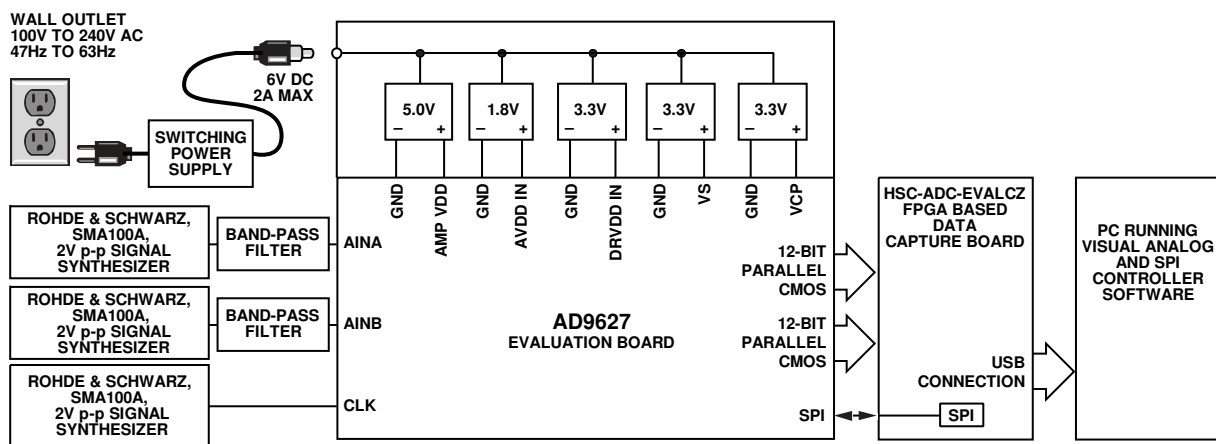 WALL OUTLET
100V TO 240V AC
47Hz TO 63Hz
6V DC
2A MAX
SWITCHING
POWER
SUPPLY
5.0V
– +
1.8V
– +
3.3V
– +
3.3V
– +
3.3V
– +
GND
AMP VDD
GND
AVDD IN
GND
DRVDD IN
GND
VS
GND
VCP
ROHDE & SCHWARZ,
SMA100A,
2V p-p SIGNAL
SYNTHESIZER
BAND-PASS
FILTER
AINA
ROHDE & SCHWARZ,
SMA100A,
2V p-p SIGNAL
SYNTHESIZER
BAND-PASS
FILTER
AINB
ROHDE & SCHWARZ,
SMA100A,
2V p-p SIGNAL
SYNTHESIZER
CLK
AD9627
EVALUATION BOARD
12-BIT
PARALLEL
CMOS
12-BIT
PARALLEL
CMOS
SPI
HSC-ADC-EVALCZ
FPGA BASED
DATA
CAPTURE BOARD
USB
CONNECTION
SPI
PC RUNNING
VISUAL ANALOG
AND SPI
CONTROLLER
SOFTWARE